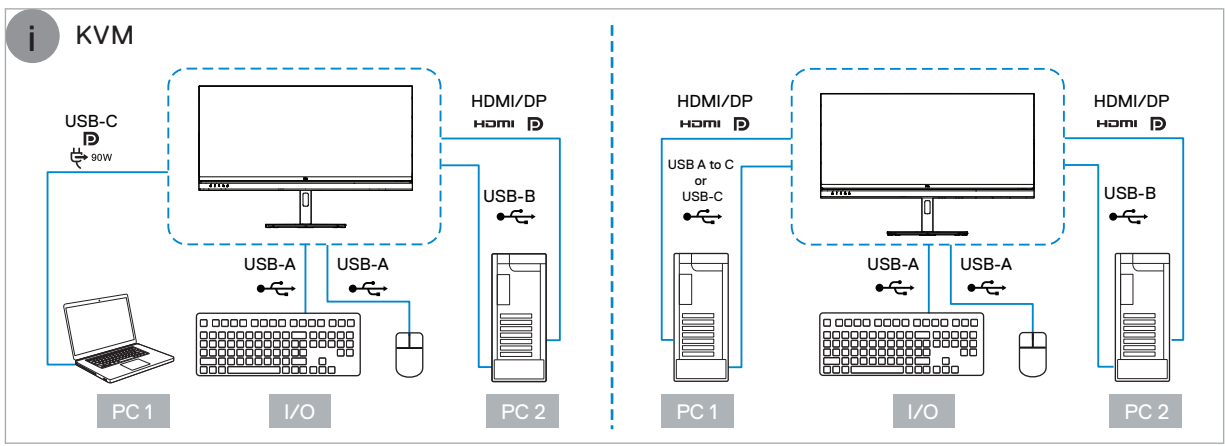 i KVM
USB-C
90W
HDMI/DP
HDMI
USB-B
USB-A
USB-A
PC 1
I/O
PC 2
HDMI/DP
HDMI
USB A to C
or
USB-C
HDMI/DP
HDMI
USB-B
USB-A
USB-A
PC 1
I/O
PC 2